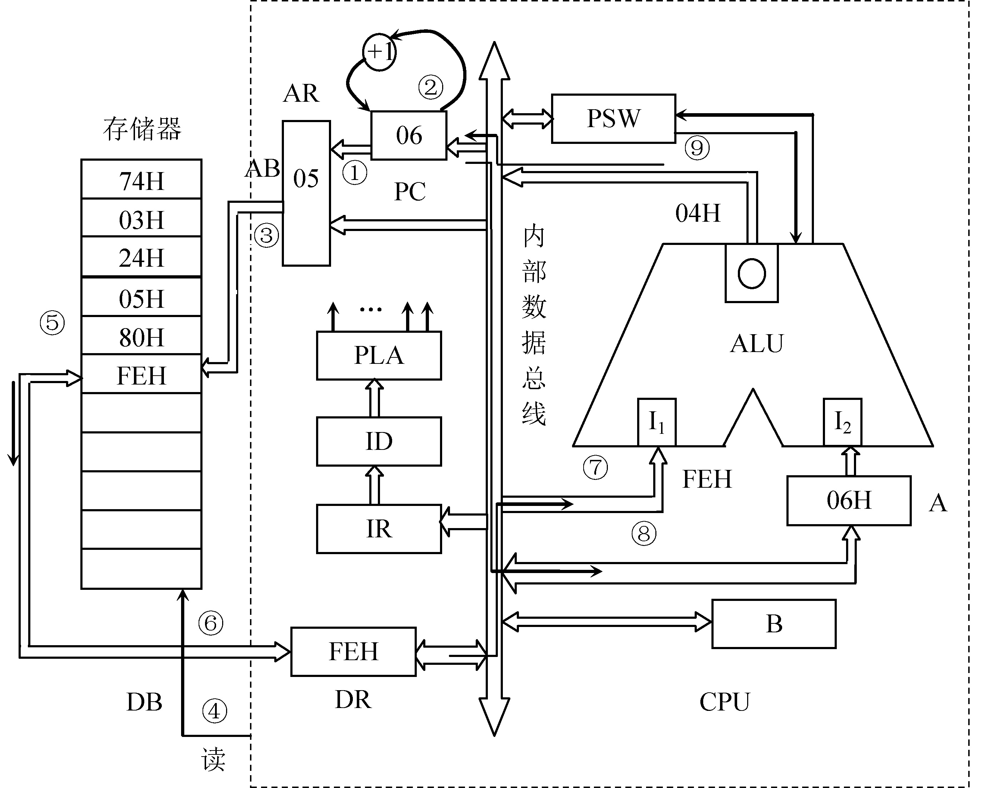 +1
②
AR
06
PSW
⑨
存储器
AB
05
①
PC
74H
03H
24H
05H
80H
FEH
③
04H
内部数据总线
⑤
…
PLA
ALU
ID
I₁
I₂
⑦
FEH
06H
A
IR
⑧
⑥
FEH
B
DB
④
DR
CPU
读